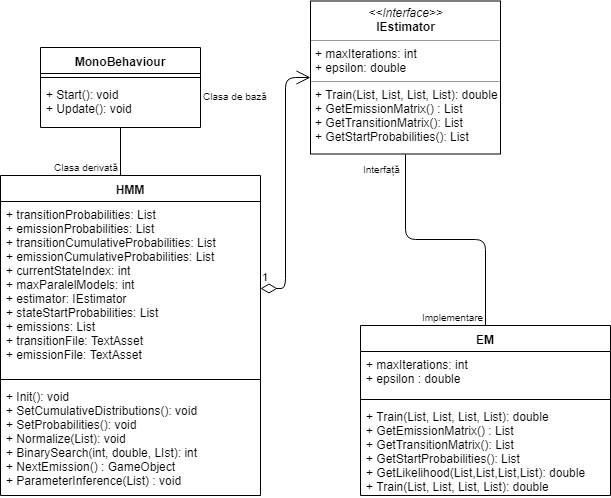 <<Interface>>
IEstimator
+ maxIterations: int
+ epsilon: double
+ Train(List, List, List, List): double
+ GetEmissionMatrix() : List
+ GetTransitionMatrix(): List
+ GetStartProbabilities(): List
MonoBehaviour
+ Start(): void
+ Update(): void
Clasa de bază
Clasa derivată
Interfață
HMM
+ transitionProbabilities: List
+ emissionProbabilities: List
+ transitionCumulativeProbabilities: List
+ emissionCumulativeProbabilities: List
+ currentStateIndex: int
+ maxParalelModels: int
+ estimator: IEstimator
+ stateStartProbabilities: List
+ emissions: List
+ transitionFile: TextAsset
+ emissionFile: TextAsset
1
+ Init(): void
+ SetCumulativeDistributions(): void
+ SetProbabilities(): void
+ Normalize(List): void
+ BinarySearch(int, double, LIst): int
+ NextEmission() : GameObject
+ ParameterInference(List) : void
Implementare
EM
+ maxIterations: int
+ epsilon : double
+ Train(List, List, List, List): double
+ GetEmissionMatrix() : List
+ GetTransitionMatrix(): List
+ GetStartProbabilities(): List
+ GetLikelihood(List,List,List,List): double
+ Train(List, List, List, List): double